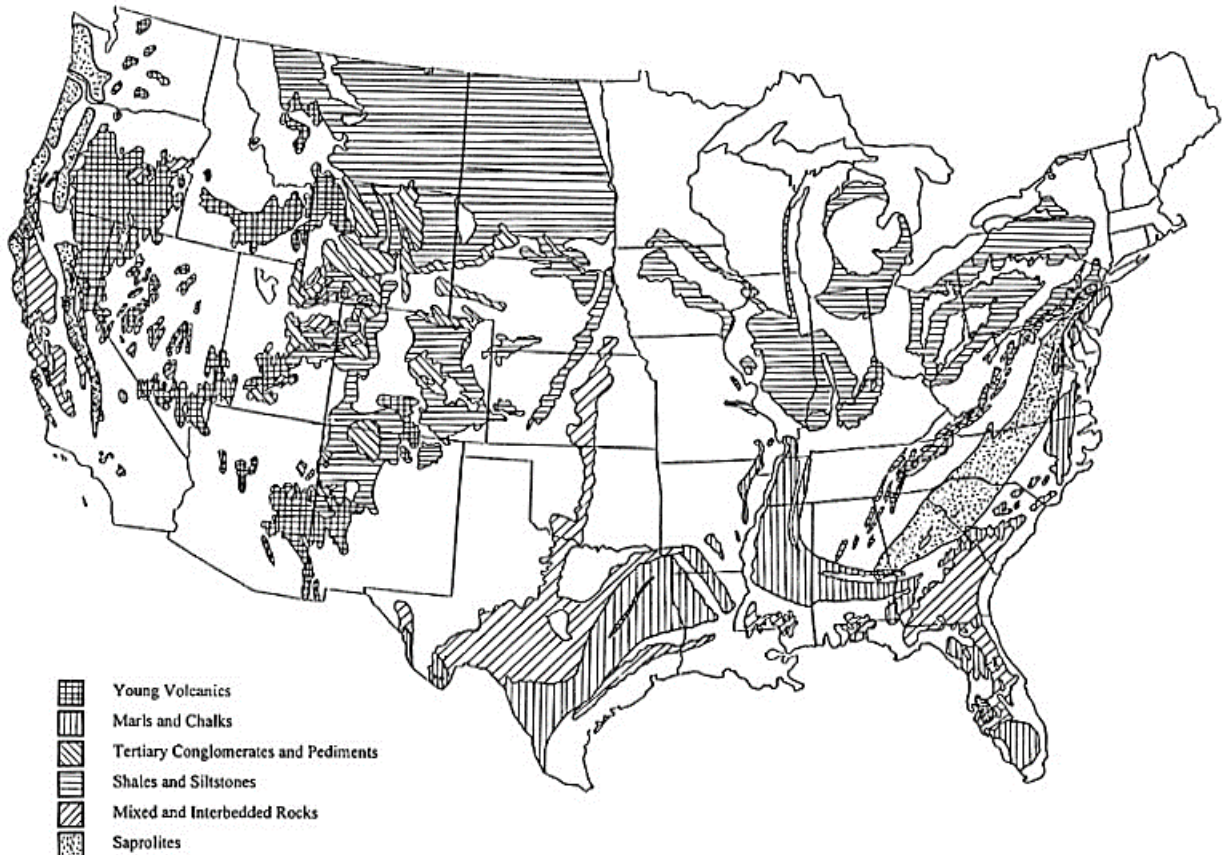 Young Volcanics
Marls and Chalks
Tertiary Conglomerates and Pediments
Shales and Siltstones
Mixed and Interbedded Rocks
Saprolites